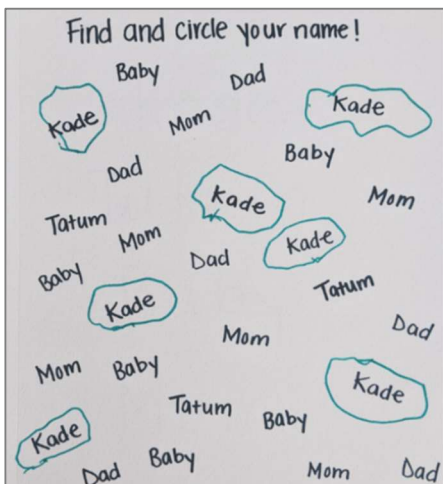 Find and circle your name!
Baby Dad
Kade Mom Kade
Dad Baby
Kade Mom
Tatum Mom Dad Kade
Baby Tatum
Kade
Mom Dad
Mom Baby Kade
Tatum Baby
Kade
Dad Baby Mom Dad